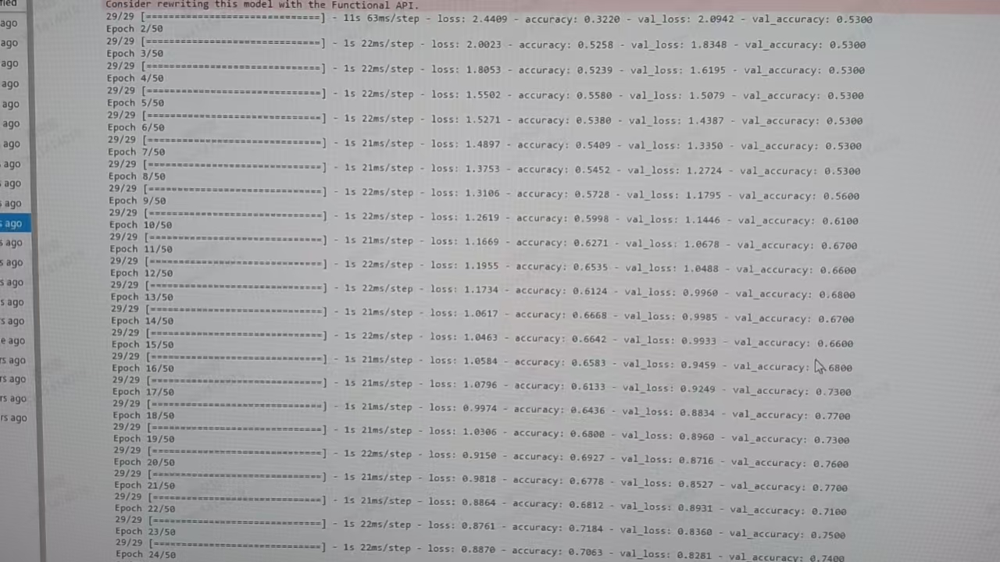 fied
Consider rewriting this model with the Functional API.
29/29 [==============================] - 11s 63ms/step - loss: 2.4409 - accuracy: 0.3220 - val_loss: 2.0942 - val_accuracy: 0.5300
ago
Epoch 2/50
29/29 [==============================] - 1s 22ms/step - loss: 2.0023 - accuracy: 0.5258 - val_loss: 1.8348 - val_accuracy: 0.5300
ago
Epoch 3/50
29/29 [==============================] - 1s 22ms/step - loss: 1.8053 - accuracy: 0.5239 - val_loss: 1.6195 - val_accuracy: 0.5300
ago
Epoch 4/50
29/29 [==============================] - 1s 22ms/step - loss: 1.5502 - accuracy: 0.5580 - val_loss: 1.5079 - val_accuracy: 0.5300
ago
Epoch 5/50
29/29 [==============================] - 1s 22ms/step - loss: 1.5271 - accuracy: 0.5380 - val_loss: 1.4387 - val_accuracy: 0.5300
ago
Epoch 6/50
29/29 [==============================] - 1s 21ms/step - loss: 1.4897 - accuracy: 0.5409 - val_loss: 1.3350 - val_accuracy: 0.5300
ago
Epoch 7/50
29/29 [==============================] - 1s 21ms/step - loss: 1.3753 - accuracy: 0.5452 - val_loss: 1.2724 - val_accuracy: 0.5300
ago
Epoch 8/50
29/29 [==============================] - 1s 22ms/step - loss: 1.3106 - accuracy: 0.5728 - val_loss: 1.1795 - val_accuracy: 0.5600
s ago
Epoch 9/50
29/29 [==============================] - 1s 22ms/step - loss: 1.2619 - accuracy: 0.5998 - val_loss: 1.1446 - val_accuracy: 0.6100
s ago
Epoch 10/50
29/29 [==============================] - 1s 21ms/step - loss: 1.1669 - accuracy: 0.6271 - val_loss: 1.0678 - val_accuracy: 0.6700
s ago
Epoch 11/50
29/29 [==============================] - 1s 22ms/step - loss: 1.1955 - accuracy: 0.6535 - val_loss: 1.0488 - val_accuracy: 0.6600
s ago
Epoch 12/50
29/29 [==============================] - 1s 22ms/step - loss: 1.1734 - accuracy: 0.6124 - val_loss: 0.9960 - val_accuracy: 0.6800
s ago
Epoch 13/50
29/29 [==============================] - 1s 21ms/step - loss: 1.0617 - accuracy: 0.6668 - val_loss: 0.9985 - val_accuracy: 0.6700
s ago
Epoch 14/50
29/29 [==============================] - 1s 22ms/step - loss: 1.0463 - accuracy: 0.6642 - val_loss: 0.9933 - val_accuracy: 0.6600
s ago
Epoch 15/50
29/29 [==============================] - 1s 21ms/step - loss: 1.0584 - accuracy: 0.6583 - val_loss: 0.9459 - val_accuracy: .6800
s ago
Epoch 16/50
29/29 [==============================] - 1s 21ms/step - loss: 1.0796 - accuracy: 0.6133 - val_loss: 0.9249 - val_accuracy: 0.7300
rs ago
Epoch 17/50
29/29 [==============================] - 1s 21ms/step - loss: 0.9974 - accuracy: 0.6436 - val_loss: 0.8834 - val_accuracy: 0.7700
e ago
Epoch 18/50
29/29 [==============================] - 1s 21ms/step - loss: 1.0306 - accuracy: 0.6800 - val_loss: 0.8960 - val_accuracy: 0.7300
rs ago
Epoch 19/50
29/29 [==============================] - 1s 22ms/step - loss: 0.9150 - accuracy: 0.6927 - val_loss: 0.8716 - val_accuracy: 0.7600
rs ago
Epoch 20/50
29/29 [==============================] - 1s 21ms/step - loss: 0.9818 - accuracy: 0.6778 - val_loss: 0.8527 - val_accuracy: 0.7700
rs ago
Epoch 21/50
29/29 [==============================] - 1s 21ms/step - loss: 0.8864 - accuracy: 0.6812 - val_loss: 0.8931 - val_accuracy: 0.7100
rs ago
Epoch 22/50
29/29 [==============================] - 1s 22ms/step - loss: 0.8761 - accuracy: 0.7184 - val_loss: 0.8360 - val_accuracy: 0.7500
Epoch 23/50
29/29 [==============================] - 1s 22ms/step - loss: 0.8870 - accuracy: 0.7063 - val_loss: 0.8281 - val_accuracy: 0.7400
Epoch 24/50